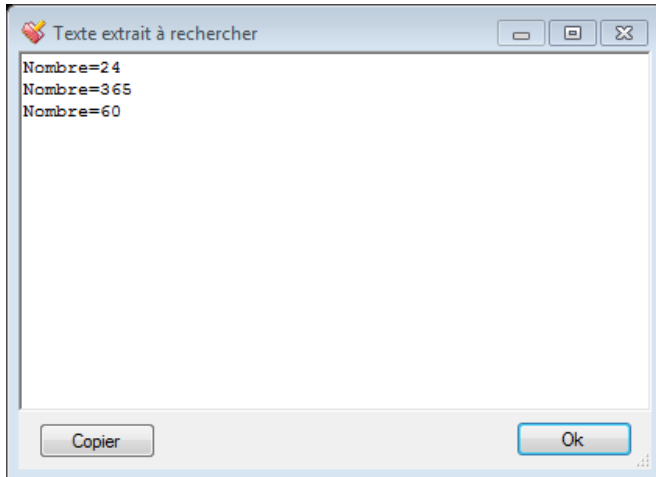 Texte extrait à rechercher
Nombre=24
Nombre=365
Nombre=60
Copier
Ok